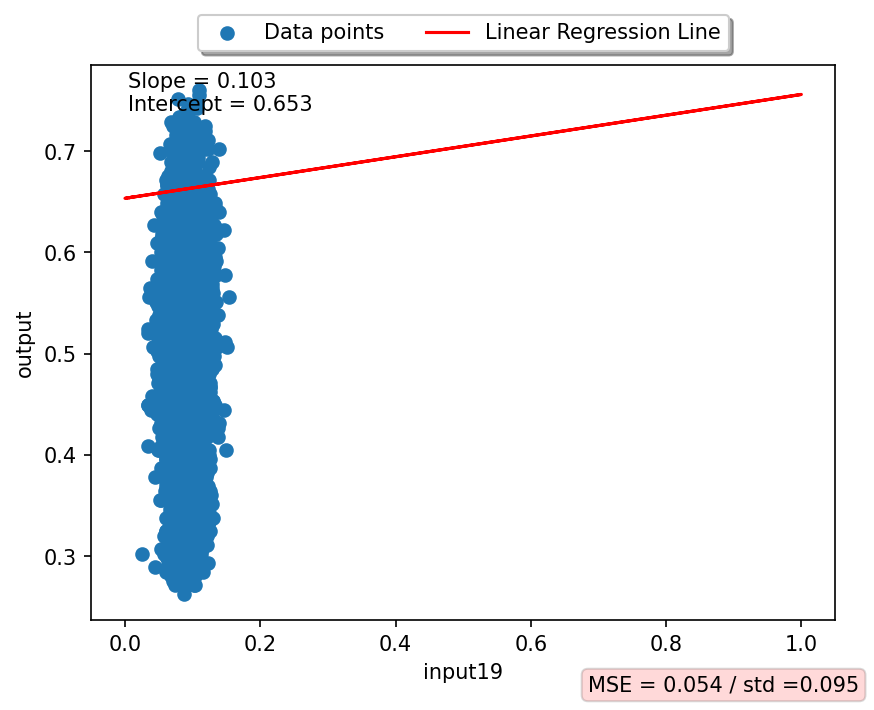 Data points
Linear Regression Line
Slope = 0.103
Intercept = 0.653
output
0.7
0.6
0.5
0.4
0.3
0.0
0.2
0.4
0.6
0.8
1.0
input19
MSE = 0.054 / std =0.095